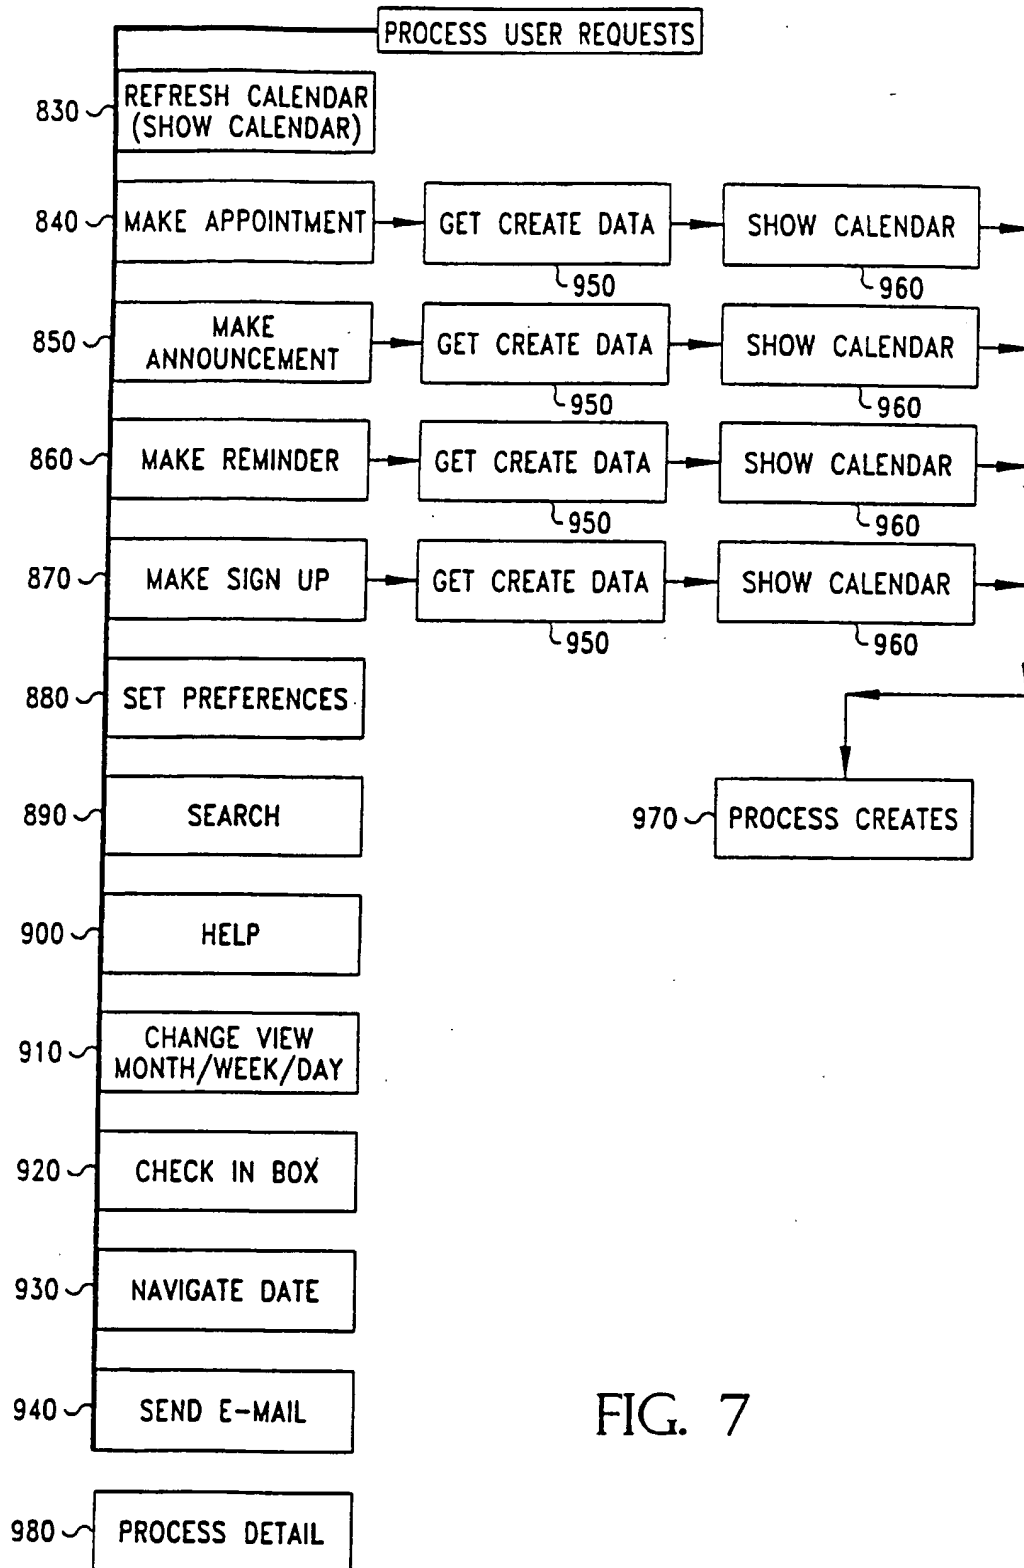 PROCESS USER REQUESTS
830
REFRESH CALENDAR
(SHOW CALENDAR)
840
MAKE APPOINTMENT
GET CREATE DATA
SHOW CALENDAR
950
960
850
MAKE
ANNOUNCEMENT
GET CREATE DATA
SHOW CALENDAR
950
960
860
MAKE REMINDER
GET CREATE DATA
SHOW CALENDAR
950
960
870
MAKE SIGN UP
GET CREATE DATA
SHOW CALENDAR
950
960
880
SET PREFERENCES
890
SEARCH
970
PROCESS CREATES
900
HELP
910
CHANGE VIEW
MONTH/WEEK/DAY
920
CHECK IN BOX
930
NAVIGATE DATE
940
SEND E-MAIL
FIG. 7
980
PROCESS DETAIL